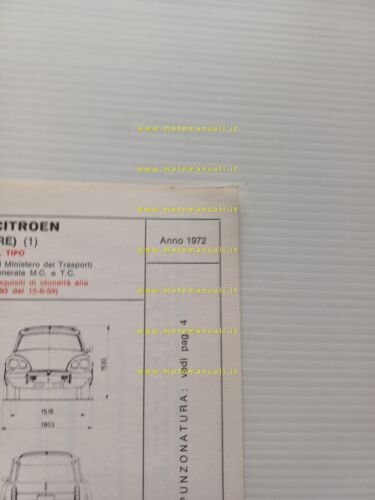 www.motomanuali.it
www.motomanuali.it
CITROEN
RE) (1)
TIPO
Ministero del Trasporti
nerale M.C. e T.C.
equisiti di idoneità alla
93 del 15-6-59)
Anno 1972
www.motomanuali.it
www.motomanuali.it
1530
PUNZONATURA: vedi pag. 4
www.motomanuali.it
1516
1803
www.motomanuali.it